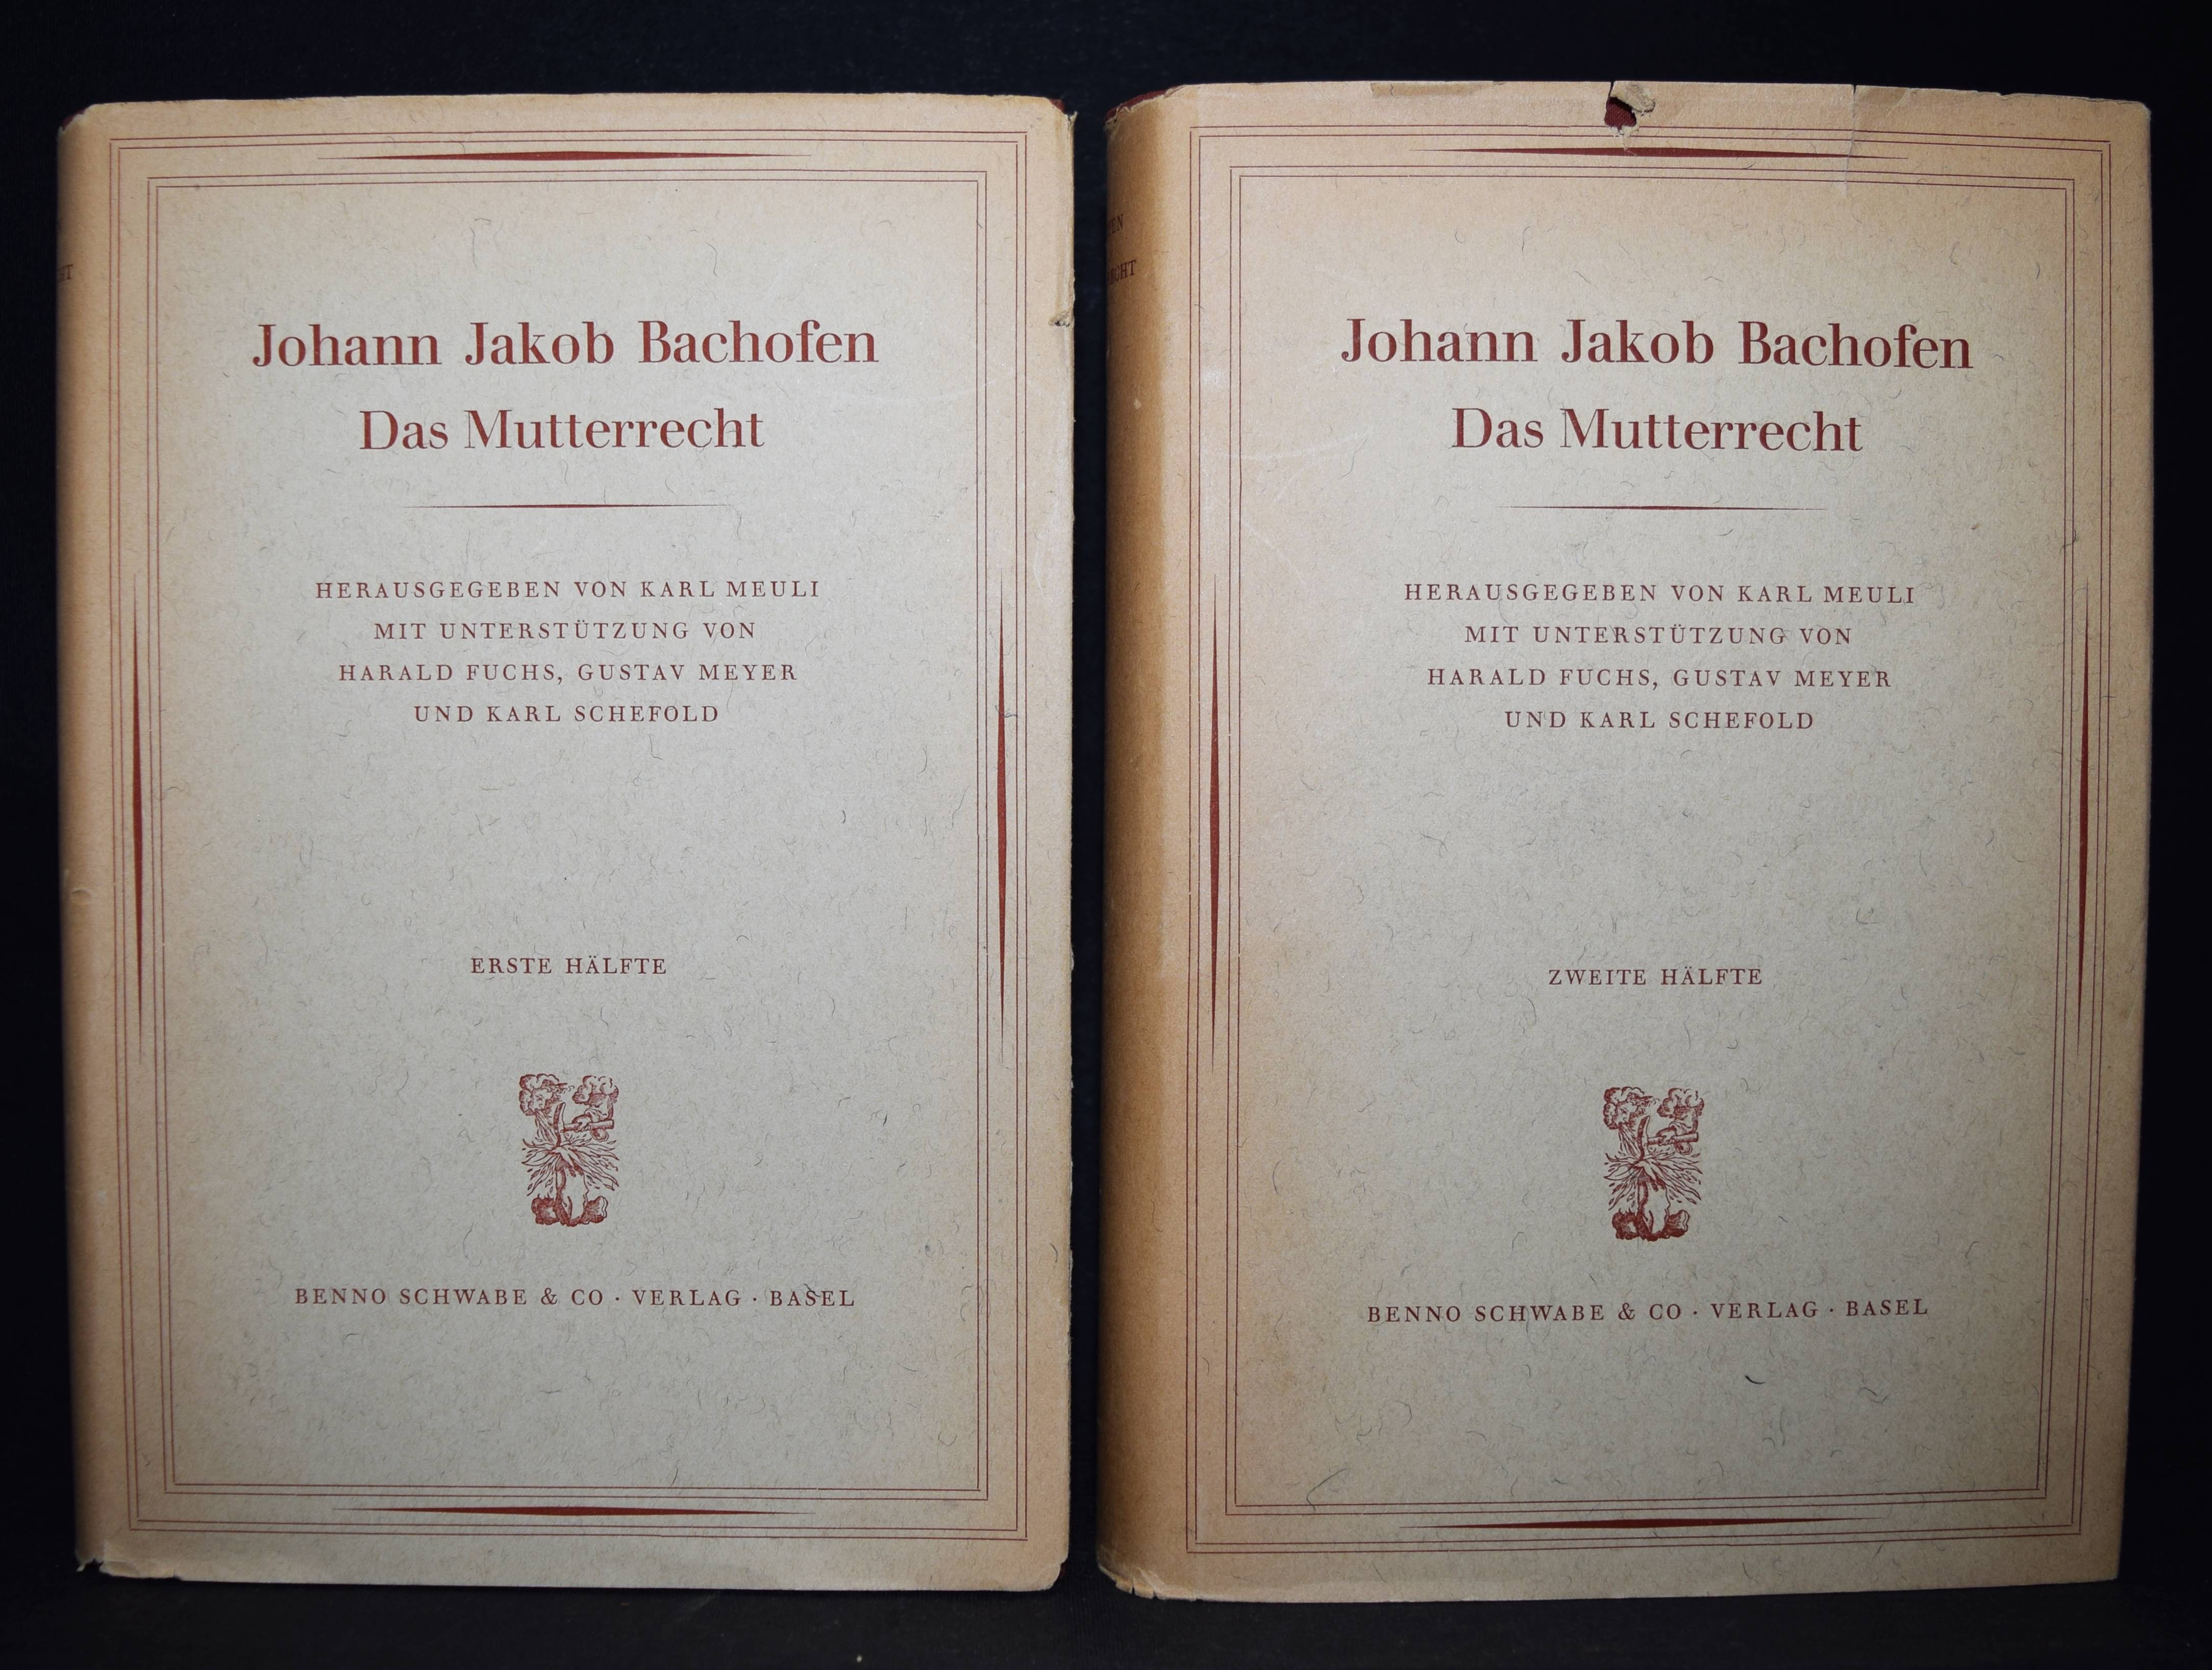 Johann Jakob Bachofen
Das Mutterrecht
HERAUSGEGEBEN VON KARL MEULI
MIT UNTERSTÜTZUNG VON
HARALD FUCHS, GUSTAV MEYER
UND KARL SCHEFOLD
ERSTE HÄLFTE
BENNO SCHWABE & CO · VERLAG · BASEL
Johann Jakob Bachofen
Das Mutterrecht
HERAUSGEGEBEN VON KARL MEULI
MIT UNTERSTÜTZUNG VON
HARALD FUCHS, GUSTAV MEYER
UND KARL SCHEFOLD
ZWEITE HÄLFTE
BENNO SCHWABE & CO · VERLAG · BASEL